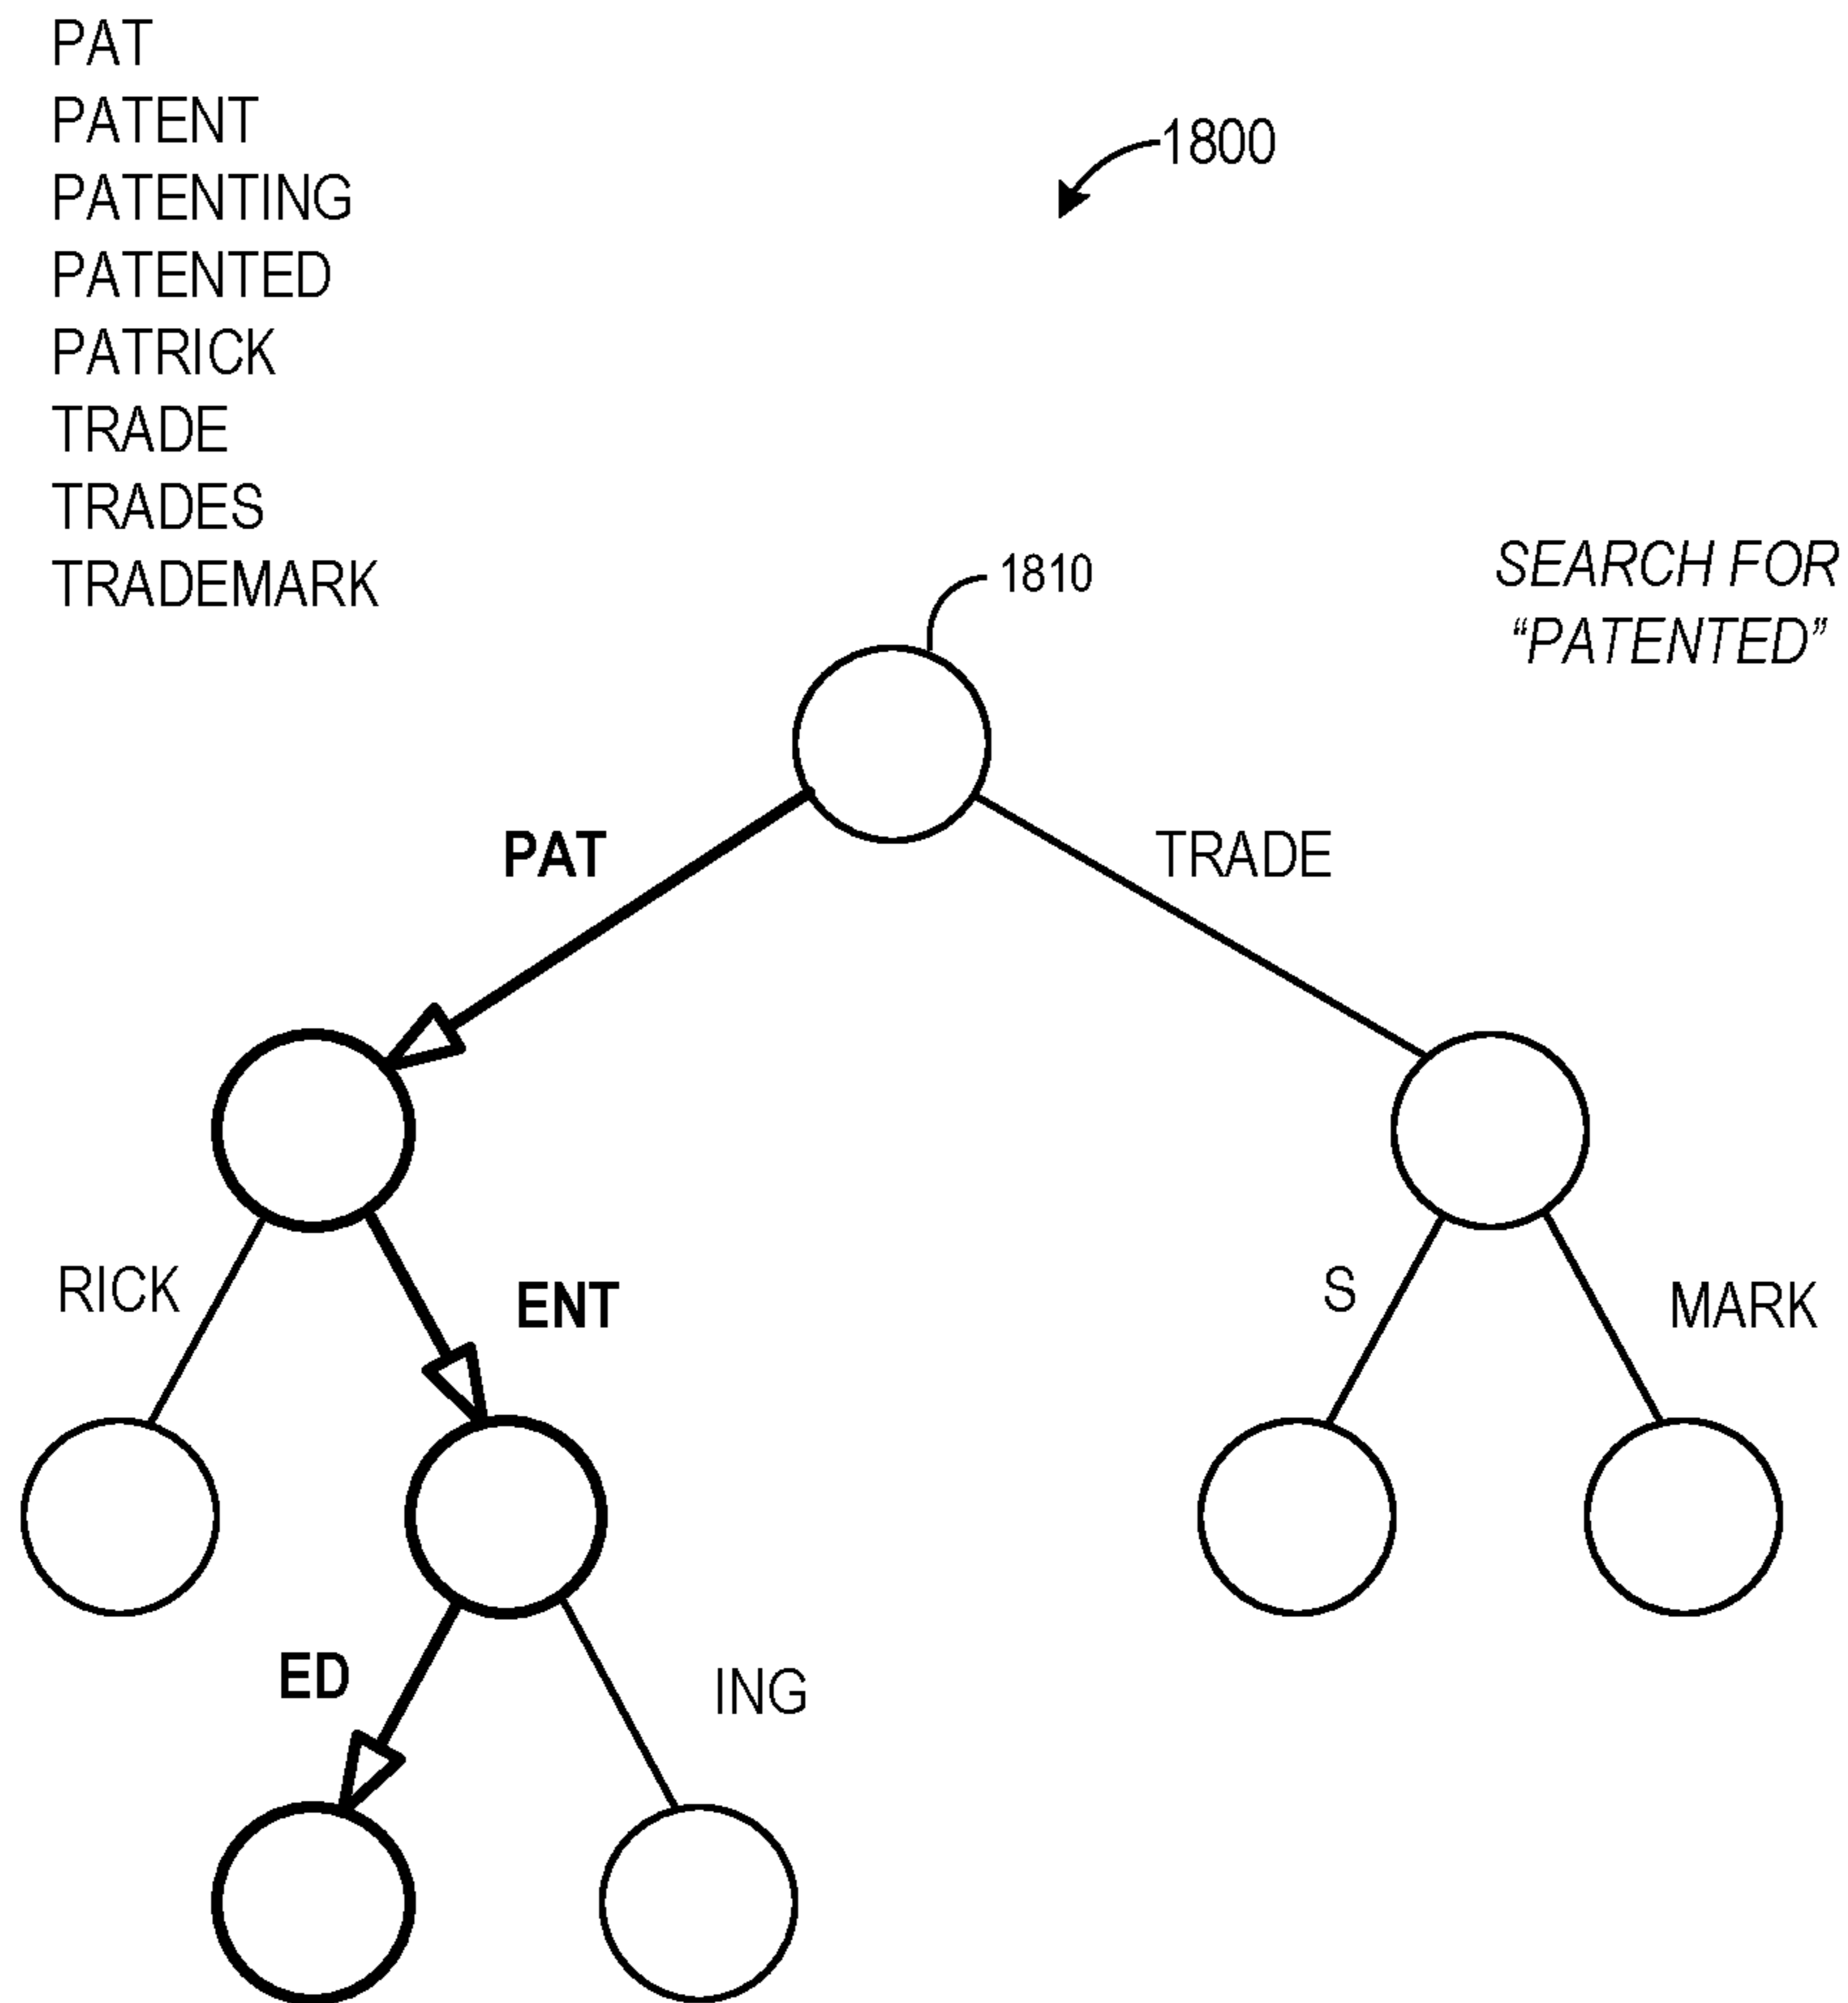 PAT
PATENT
1800
PATENTING
PATENTED
PATRICK
TRADE
TRADES
TRADEMARK
1810
SEARCH FOR
“PATENTED”
PAT
TRADE
RICK
ENT
S
MARK
ED
ING